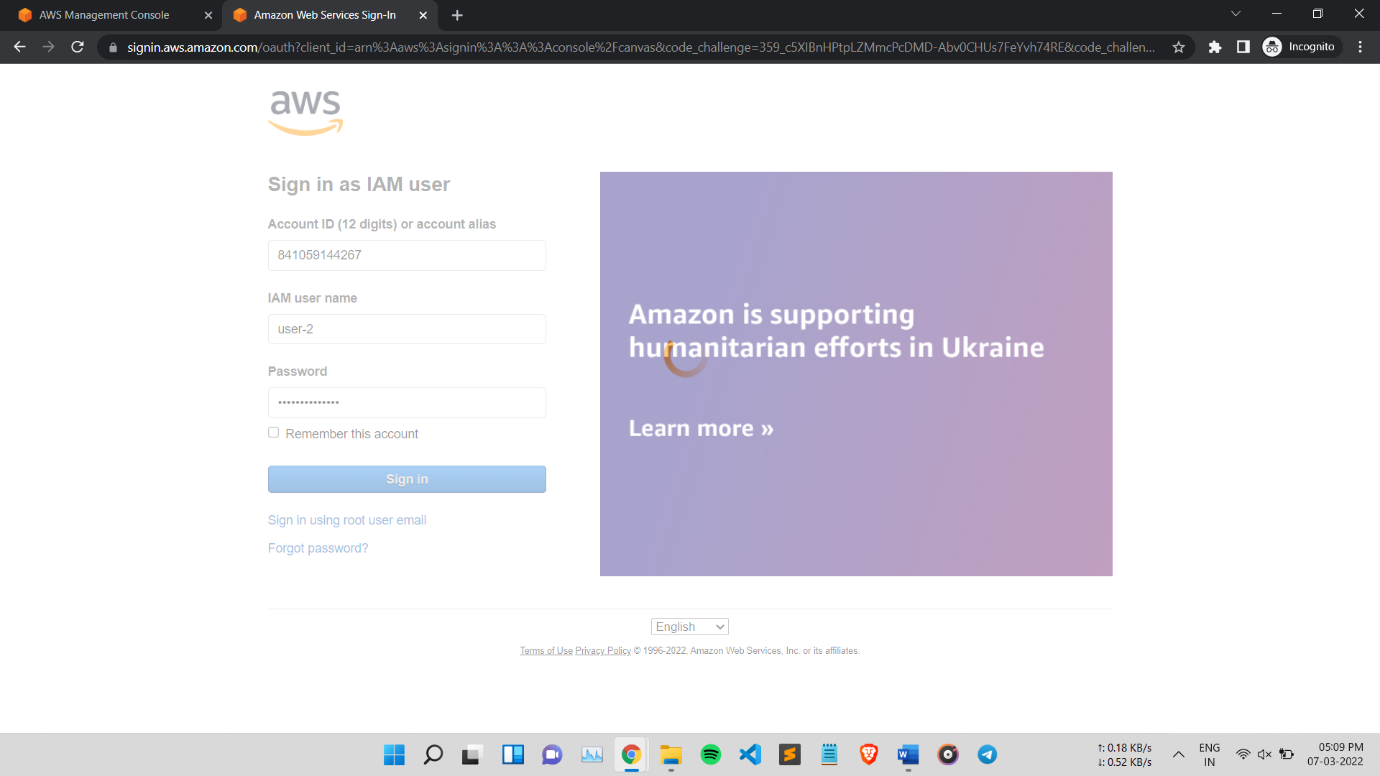 AWS Management Console
Amazon Web Services Sign-In
signin.aws.amazon.com/oauth?client_id=arn%3Aaws%3Asignin%3A%3A%3Aconsole%2Fcanvas&code_challenge=359_c5XIBnHPtpLZMmcPcDMD-Abv0CHUs7FeYvh74RE&code_challen...
Incognito
aws
Sign in as IAM user
Account ID (12 digits) or account alias
841059144267
IAM user name
user-2
Password
••••••••••••••
Remember this account
Sign in
Sign in using root user email
Forgot password?
Amazon is supporting
humanitarian efforts in Ukraine
Learn more »
English
Terms of Use Privacy Policy © 1996-2022, Amazon Web Services, Inc. or its affiliates.
↑: 0.18 KB/s
↓: 0.52 KB/s
ENG
IN
05:09 PM
07-03-2022